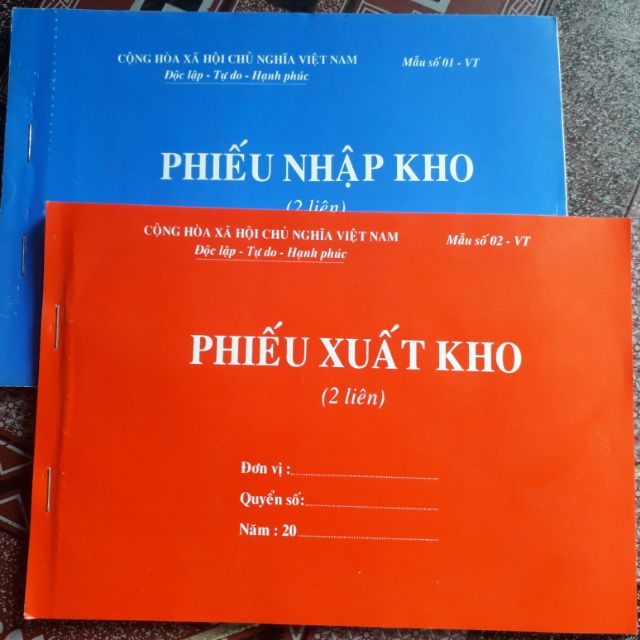 CỘNG HÒA XÃ HỘI CHỦ NGHĨA VIỆT NAM
Mẫu số 01 - VT
Độc lập - Tự do - Hạnh phúc
PHIẾU NHẬP KHO
(2 liên)
CỘNG HÒA XÃ HỘI CHỦ NGHĨA VIỆT NAM
Mẫu số 02 - VT
Độc lập - Tự do - Hạnh phúc
PHIẾU XUẤT KHO
(2 liên)
Đơn vị :
Quyển số:
Năm : 20